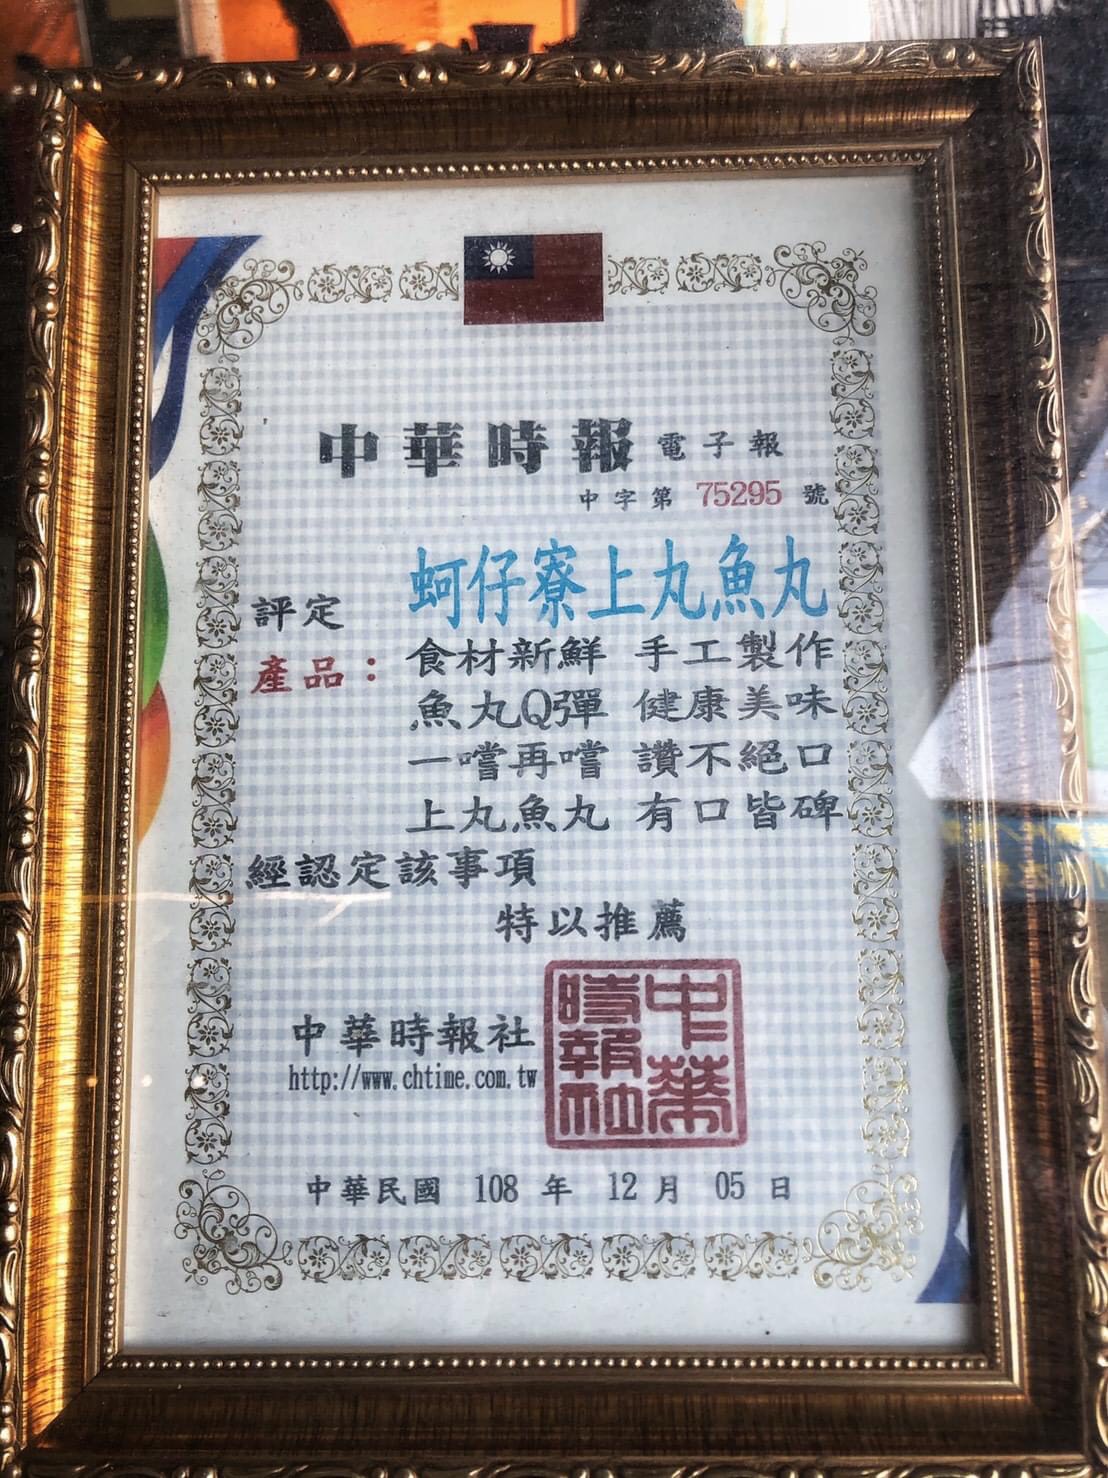 中華時報 電子報
中字第 75295 號
評定
產品：
蚵仔寮上丸魚丸
食材新鮮 手工製作
魚丸Q彈 健康美味
一嚐再嚐 讚不絕口
上丸魚丸 有口皆碑
經認定該事項
特以推薦
中華時報社
http://www.chtime.com.tw
中華時報社
中華民國 108 年 12 月 05 日